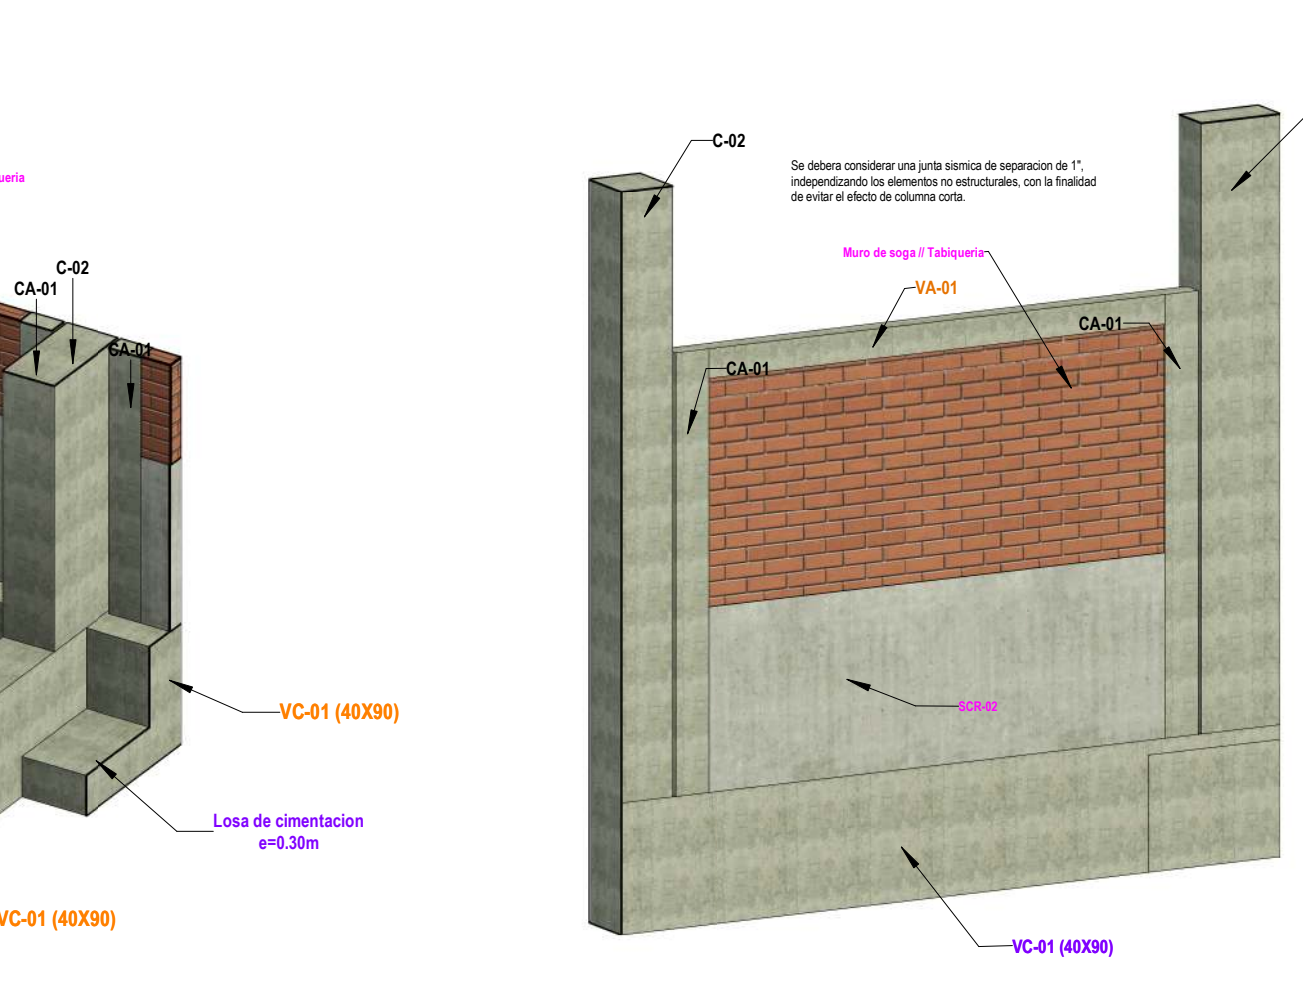 ueria
C-02
CA-01
CA-01
VC-01 (40X90)
Losa de cimentacion
e=0.30m
VC-01 (40X90)
C-02
Se debera considerar una junta sismica de separacion de 1",
independizando los elementos no estructurales, con la finalidad
de evitar el efecto de columna corta.
Muro de soga // Tabiqueria
VA-01
CA-01
CA-01
SCR-02
VC-01 (40X90)